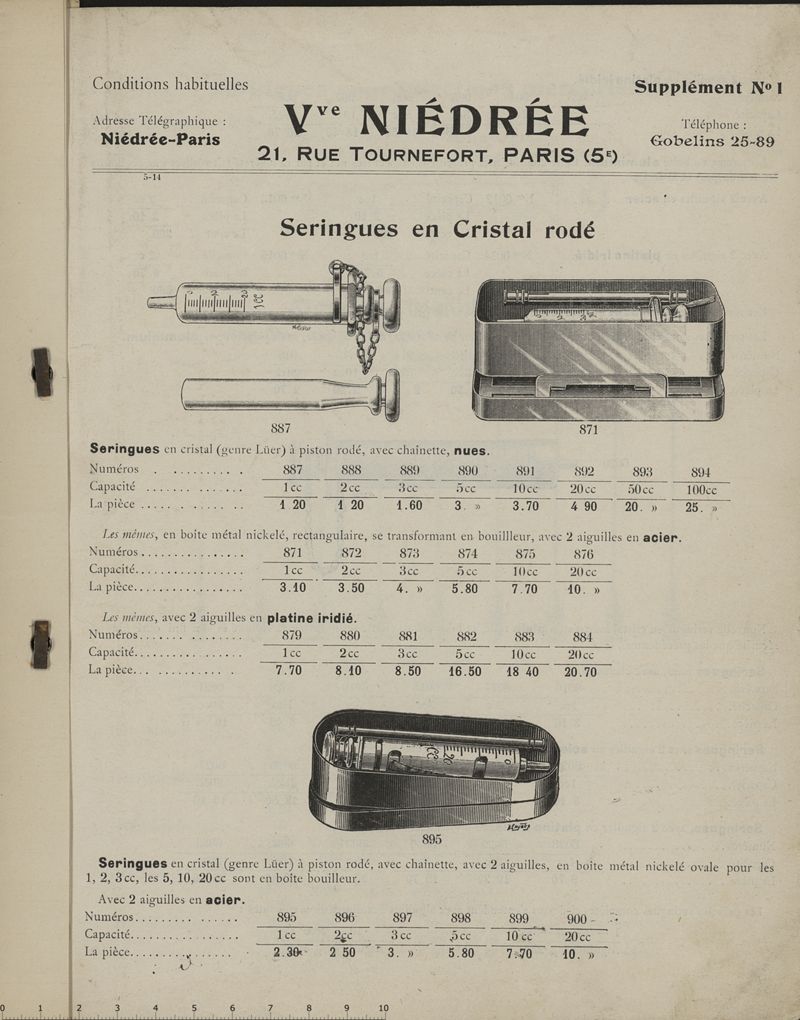 Conditions habituelles
Supplément No 1
Vve NIÉDRÉE
Adresse Télégraphique :
Niédrée-Paris
Téléphone :
Gobelins 25-89
21, RUE TOURNEFORT, PARIS (5E)
5-14
Seringues en Cristal rodé
887
871
Seringues en cristal (genre Lüer) à piston rodé, avec chaînette, nues.
Numéros . . . . . . . . . . . 887 888 889 890 891 892 893 894
Capacité . . . . . . . . . . . 1cc 2cc 3cc 5cc 10cc 20cc 50cc 100cc
La pièce . . . . . . . . . . . 1 20 1 20 1.60 3. » 3.70 4 90 20. » 25. »
Les mêmes, en boîte métal nickelé, rectangulaire, se transformant en bouillleur, avec 2 aiguilles en acier.
Numéros . . . . . . . . . . . 871 872 873 874 875 876
Capacité . . . . . . . . . . . 1cc 2cc 3cc 5cc 10cc 20cc
La pièce . . . . . . . . . . . 3.10 3.50 4. » 5.80 7.70 10. »
Les mêmes, avec 2 aiguilles en platine iridié.
Numéros . . . . . . . . . . . 879 880 881 882 883 884
Capacité . . . . . . . . . . . 1cc 2cc 3cc 5cc 10cc 20cc
La pièce . . . . . . . . . . . 7.70 8.10 8.50 16.50 18 40 20.70
895
Seringues en cristal (genre Lüer) à piston rodé, avec chaînette, avec 2 aiguilles, en boîte métal nickelé ovale pour les
1, 2, 3cc, les 5, 10, 20cc sont en boîte bouilleur.
Avec 2 aiguilles en acier.
Numéros . . . . . . . . . . . 895 896 897 898 899 900
Capacité . . . . . . . . . . . 1cc 2cc 3cc 5cc 10cc 20cc
La pièce . . . . . . . . . . . 2.30 2 50 3. » 5.80 7.70 10. »
0 1 2 3 4 5 6 7 8 9 10